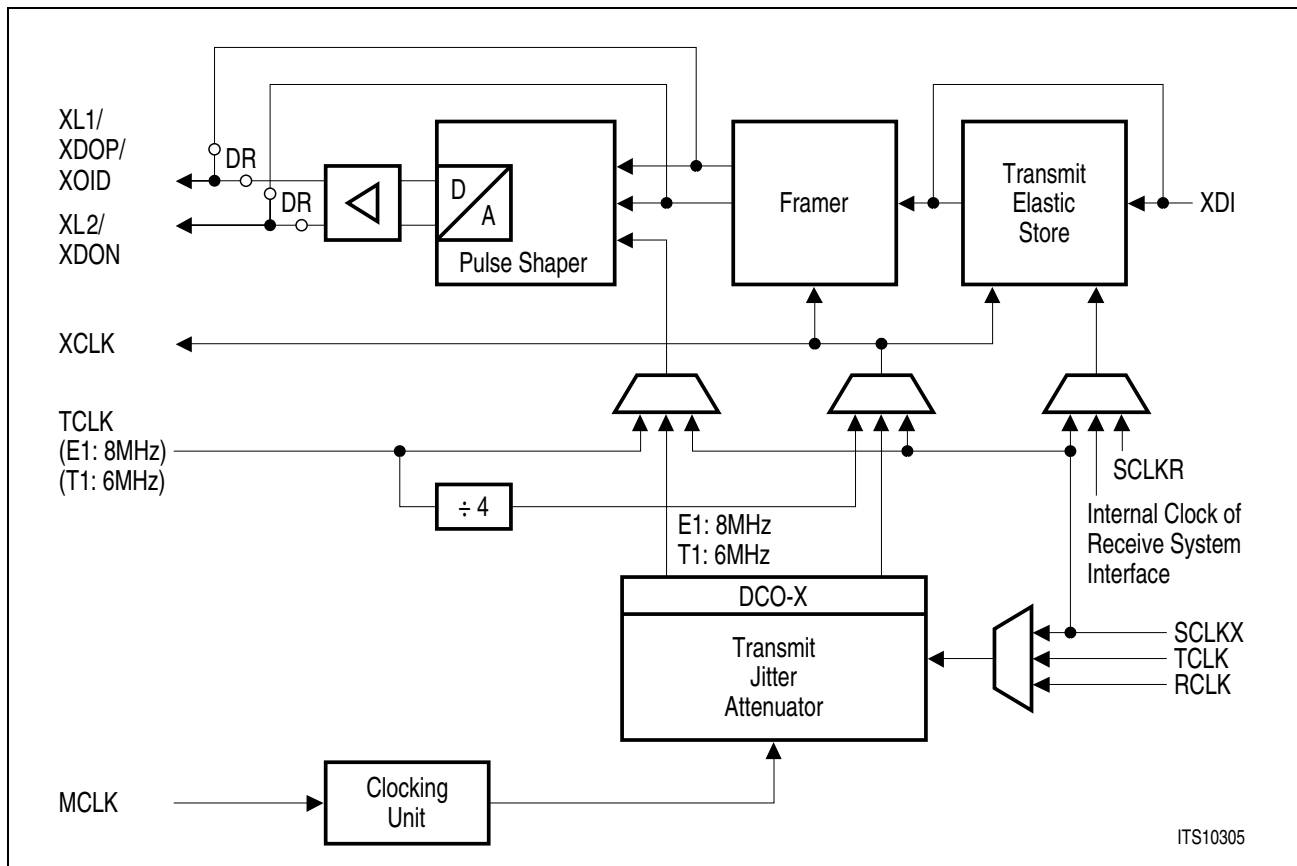 XL1/
XDOP/
XOID
DR
XL2/
XDON
DR
D
A
Pulse Shaper
Framer
Transmit
Elastic
Store
XDI
XCLK
TCLK
(E1: 8MHz)
(T1: 6MHz)
÷ 4
E1: 8MHz
T1: 6MHz
SCLKR
Internal Clock of
Receive System
Interface
DCO-X
Transmit
Jitter
Attenuator
SCLKX
TCLK
RCLK
MCLK
Clocking
Unit
ITS10305